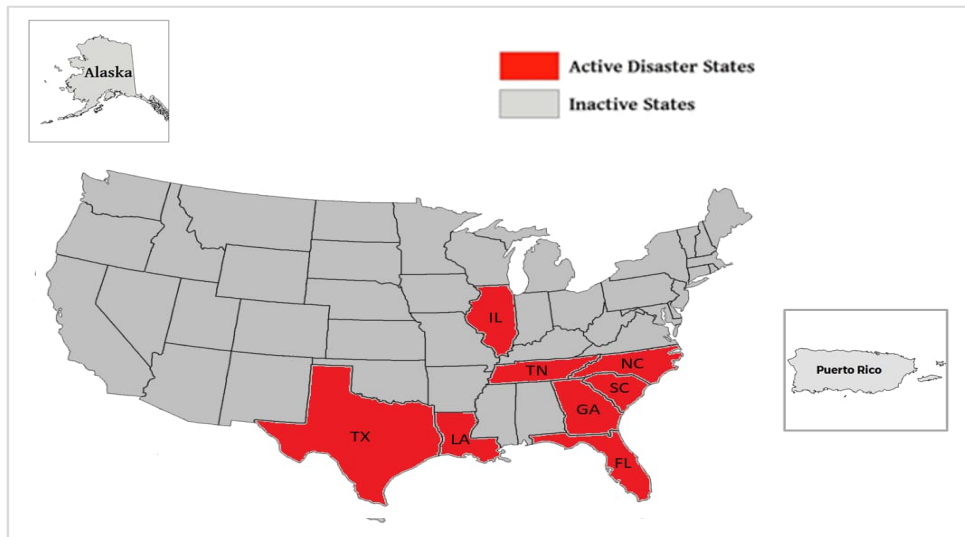 Alaska
Active Disaster States
Inactive States
IL
TN
NC
SC
GA
TX
LA
FL
Puerto Rico